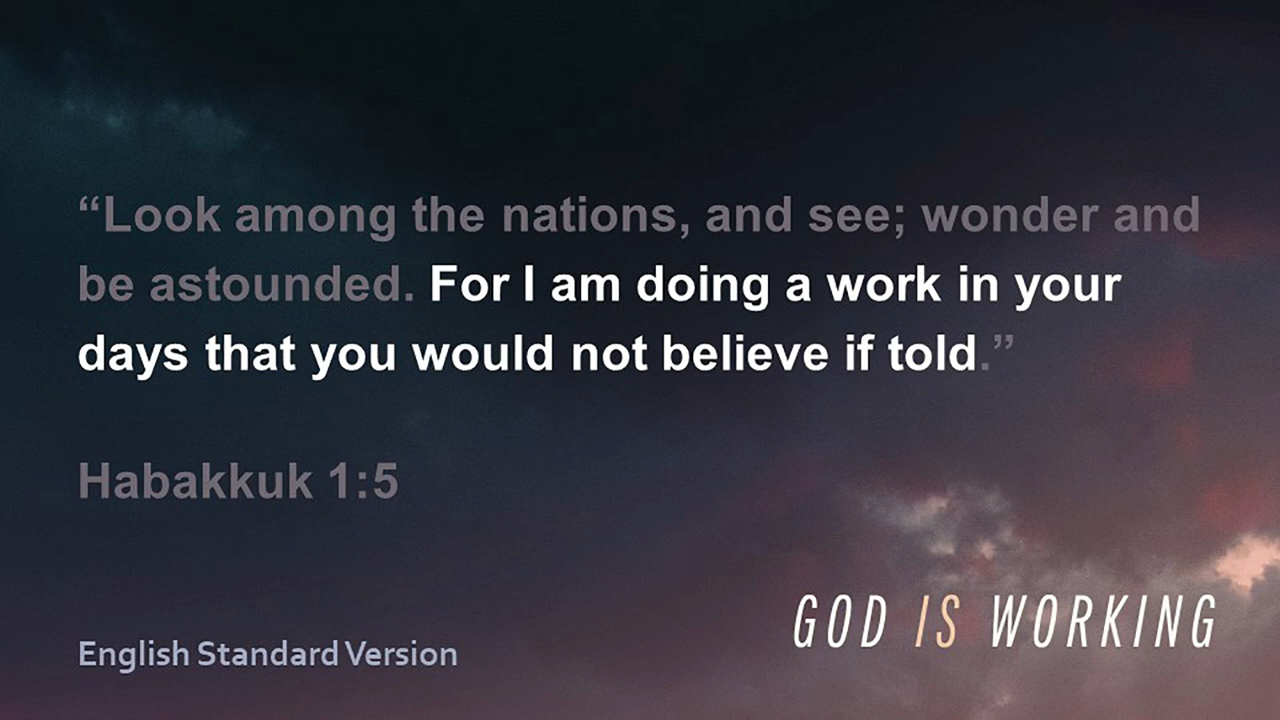 “Look among the nations, and see; wonder and
be astounded. For I am doing a work in your
days that you would not believe if told.”
Habakkuk 1:5
English Standard Version
GOD IS WORKING